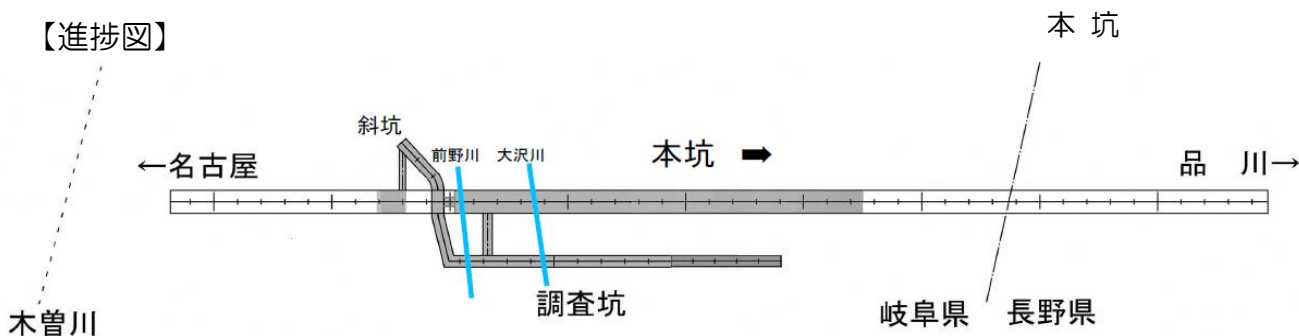 【進捗図】
本 坑
斜坑
前野川
大沢川
本坑 ➡
←名古屋
品 川→
調査坑
木曽川
岐阜県
長野県